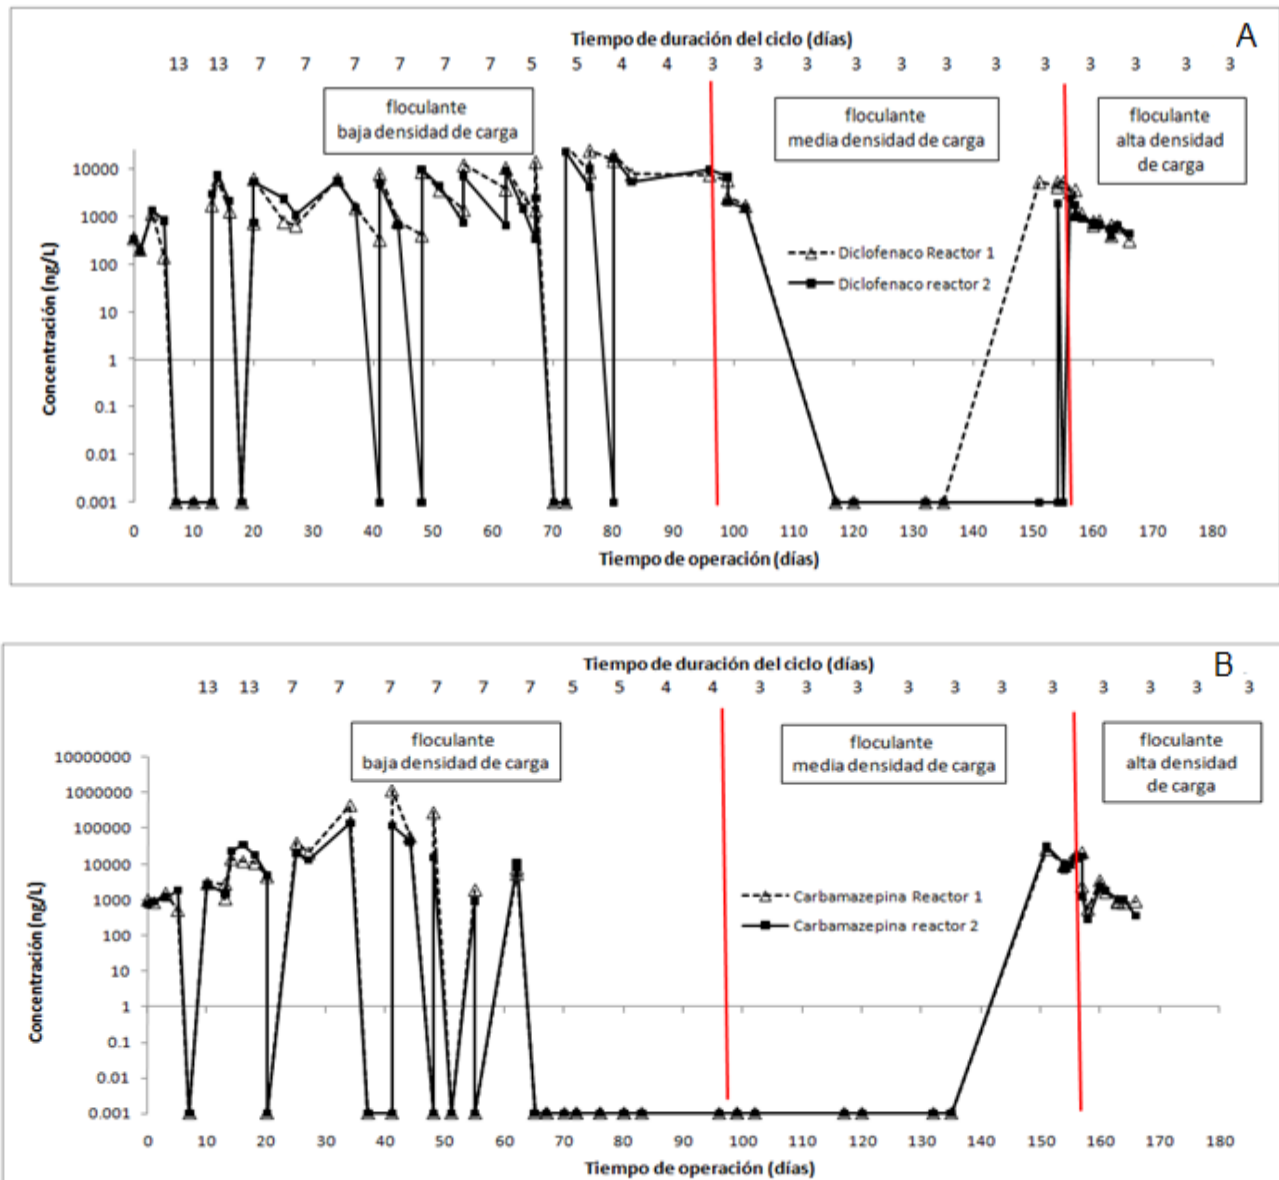 A
Tiempo de duración del ciclo (días)
13 13 7 7 7 7 7 7 5 5 4 4 3 3 3 3 3 3 3 3 3 3 3 3
floculante
baja densidad de carga
floculante
media densidad de carga
floculante
alta densidad
de carga
Concentración (ng/L)
10000
1000
100
10
1
0.1
0.01
0.001
Diclofenaco Reactor 1
Diclofenaco reactor 2
0 10 20 30 40 50 60 70 80 90 100 110 120 130 140 150 160 170 180
Tiempo de operación (días)
B
Tiempo de duración del ciclo (días)
13 13 7 7 7 7 7 7 7 5 5 4 4 3 3 3 3 3 3 3 3 3 3 3
floculante
baja densidad de carga
floculante
media densidad de carga
floculante
alta densidad
de carga
Concentración (ng/L)
10000000
1000000
100000
10000
1000
100
10
1
0.1
0.01
0.001
Carbamazepina Reactor 1
Carbamazepina reactor 2
0 10 20 30 40 50 60 70 80 90 100 110 120 130 140 150 160 170 180
Tiempo de operación (días)